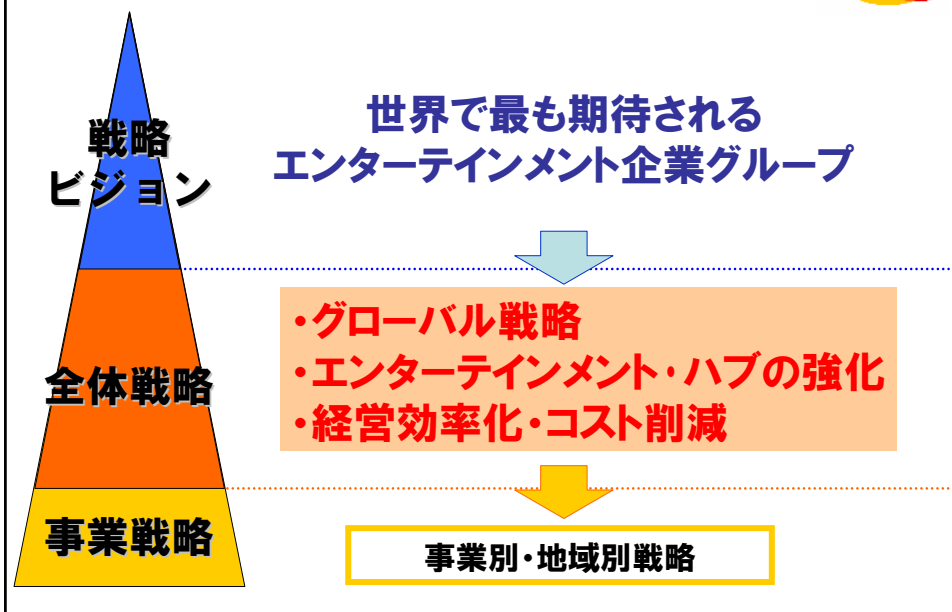 戦略
ビジョン
世界で最も期待される
エンターテインメント企業グループ
全体戦略
・グローバル戦略
・エンターテインメント・ハブの強化
・経営効率化・コスト削減
事業戦略
事業別・地域別戦略